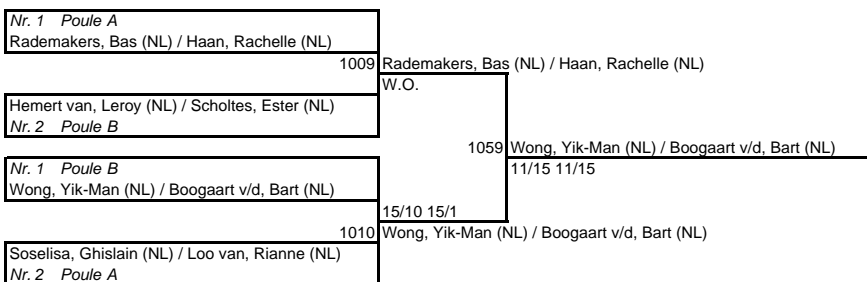 Nr. 1 Poule A
Rademakers, Bas (NL) / Haan, Rachelle (NL)
1009 Rademakers, Bas (NL) / Haan, Rachelle (NL)
W.O.
Hemert van, Leroy (NL) / Scholtes, Ester (NL)
Nr. 2 Poule B
1059 Wong, Yik-Man (NL) / Boogaart v/d, Bart (NL)
11/15 11/15
Nr. 1 Poule B
Wong, Yik-Man (NL) / Boogaart v/d, Bart (NL)
15/10 15/1
1010 Wong, Yik-Man (NL) / Boogaart v/d, Bart (NL)
Soselisa, Ghislain (NL) / Loo van, Rianne (NL)
Nr. 2 Poule A